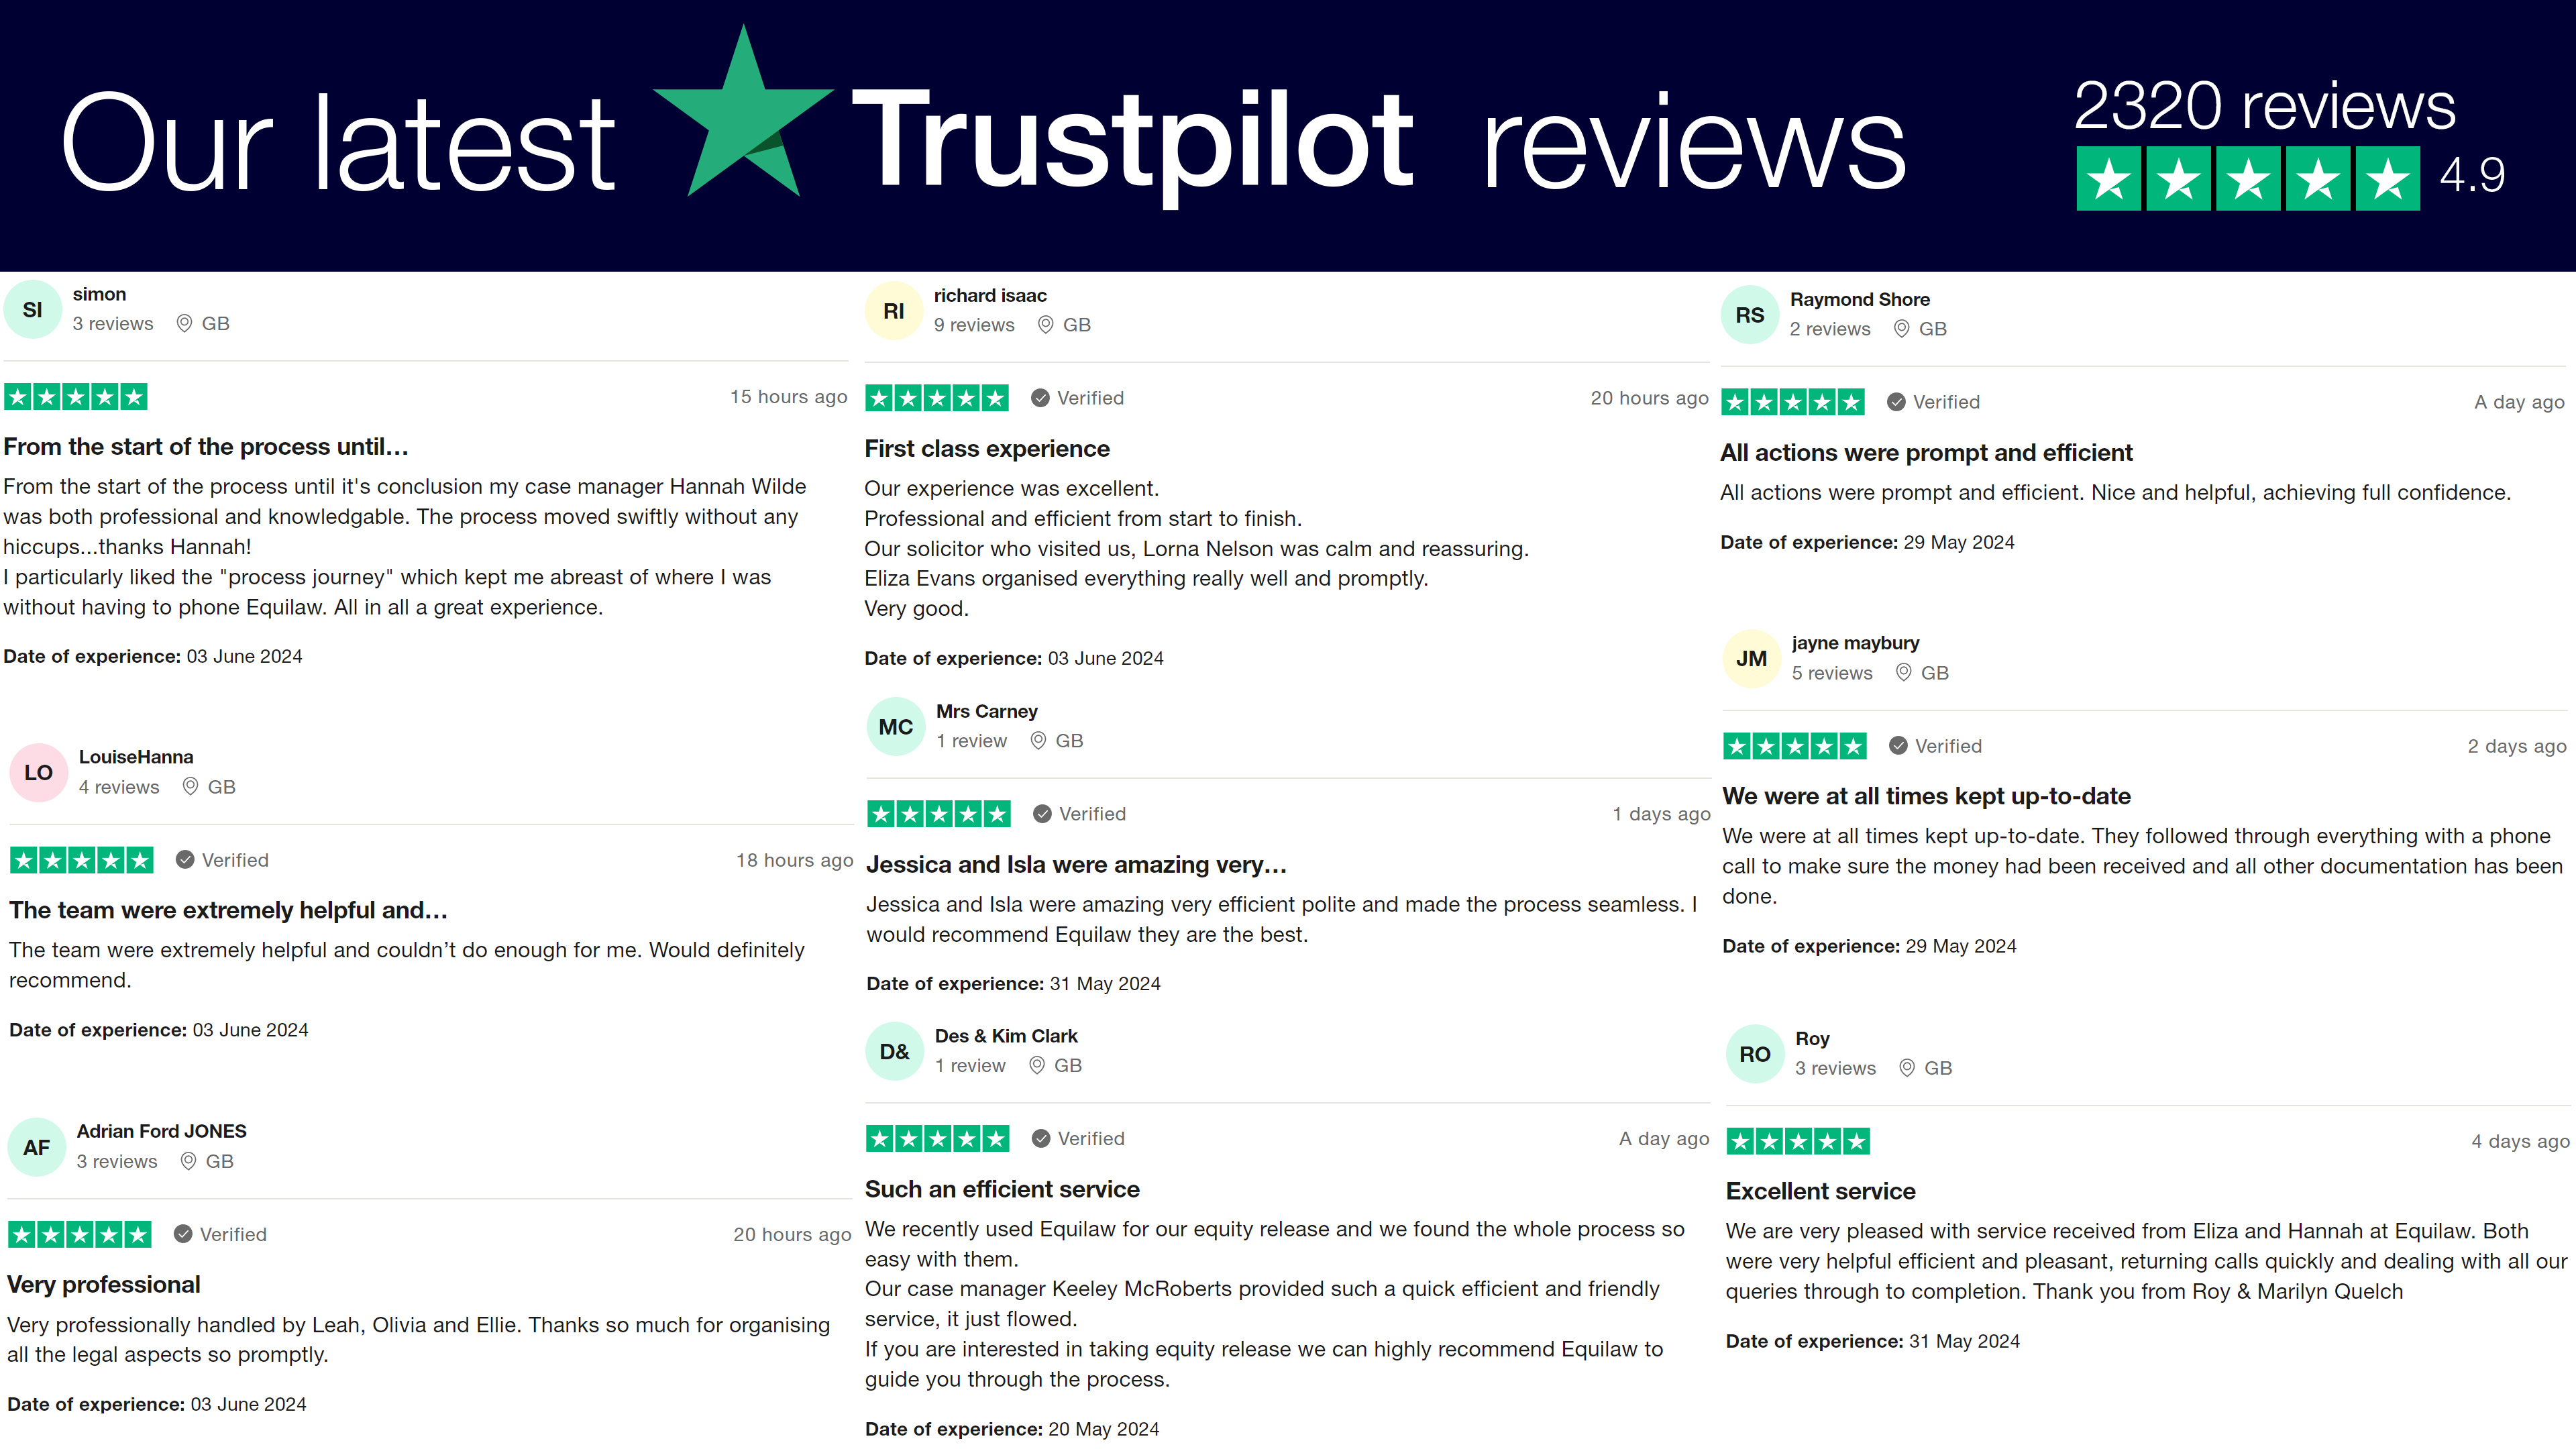 Our latest Trustpilot reviews
2320 reviews
4.9
SI
simon
3 reviews GB
15 hours ago
From the start of the process until...
From the start of the process until it's conclusion my case manager Hannah Wilde
was both professional and knowledgable. The process moved swiftly without any
hiccups...thanks Hannah!
I particularly liked the "process journey" which kept me abreast of where I was
without having to phone Equilaw. All in all a great experience.
Date of experience: 03 June 2024
LO
LouiseHanna
4 reviews GB
Verified 18 hours ago
The team were extremely helpful and...
The team were extremely helpful and couldn’t do enough for me. Would definitely
recommend.
Date of experience: 03 June 2024
AF
Adrian Ford JONES
3 reviews GB
Verified 20 hours ago
Very professional
Very professionally handled by Leah, Olivia and Ellie. Thanks so much for organising
all the legal aspects so promptly.
Date of experience: 03 June 2024
RI
richard isaac
9 reviews GB
Verified 20 hours ago
First class experience
Our experience was excellent.
Professional and efficient from start to finish.
Our solicitor who visited us, Lorna Nelson was calm and reassuring.
Eliza Evans organised everything really well and promptly.
Very good.
Date of experience: 03 June 2024
MC
Mrs Carney
1 review GB
Verified 1 days ago
Jessica and Isla were amazing very...
Jessica and Isla were amazing very efficient polite and made the process seamless. I
would recommend Equilaw they are the best.
Date of experience: 31 May 2024
D&
Des & Kim Clark
1 review GB
Verified A day ago
Such an efficient service
We recently used Equilaw for our equity release and we found the whole process so
easy with them.
Our case manager Keeley McRoberts provided such a quick efficient and friendly
service, it just flowed.
If you are interested in taking equity release we can highly recommend Equilaw to
guide you through the process.
Date of experience: 20 May 2024
RS
Raymond Shore
2 reviews GB
Verified A day ago
All actions were prompt and efficient
All actions were prompt and efficient. Nice and helpful, achieving full confidence.
Date of experience: 29 May 2024
JM
jayne maybury
5 reviews GB
Verified 2 days ago
We were at all times kept up-to-date
We were at all times kept up-to-date. They followed through everything with a phone
call to make sure the money had been received and all other documentation has been
done.
Date of experience: 29 May 2024
RO
Roy
3 reviews GB
4 days ago
Excellent service
We are very pleased with service received from Eliza and Hannah at Equilaw. Both
were very helpful efficient and pleasant, returning calls quickly and dealing with all our
queries through to completion. Thank you from Roy & Marilyn Quelch
Date of experience: 31 May 2024